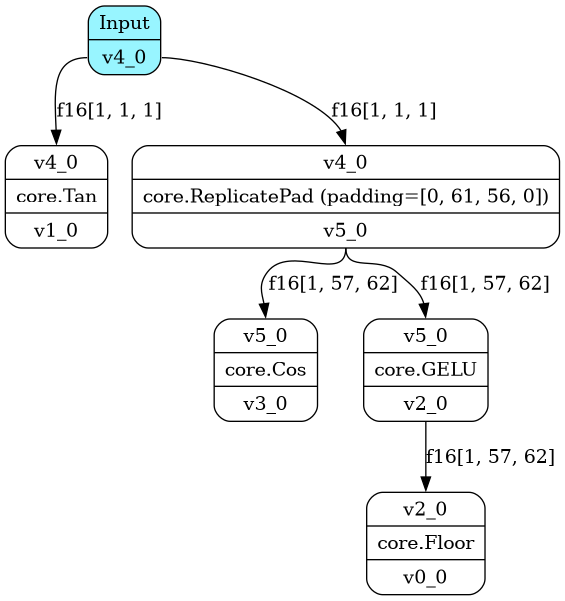 Input
v4_0
f16[1, 1, 1]
f16[1, 1, 1]
v4_0
core.Tan
v1_0
v4_0
core.ReplicatePad (padding=[0, 61, 56, 0])
v5_0
f16[1, 57, 62]
f16[1, 57, 62]
v5_0
core.Cos
v3_0
v5_0
core.GELU
v2_0
f16[1, 57, 62]
v2_0
core.Floor
v0_0